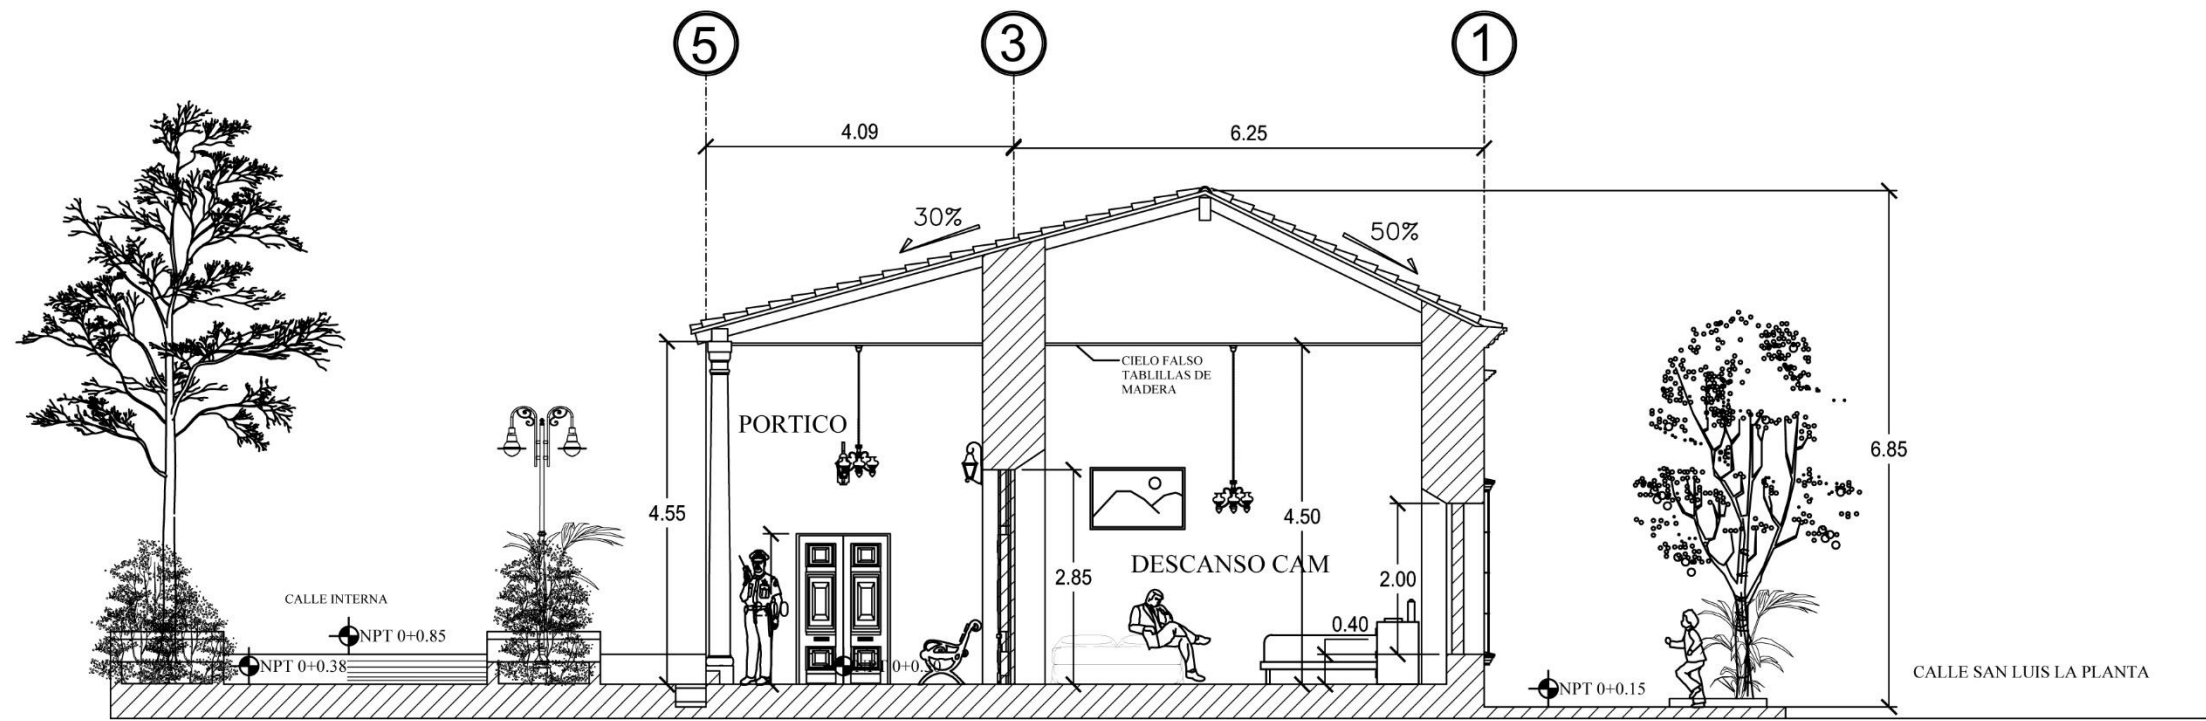 5 3 1
4.09 6.25
30% 50%
CIELO FALSO
TABLILLAS DE
MADERA
PORTICO
6.85
4.55 4.50
DESCANSO CAM
2.85 2.00
CALLE INTERNA
0.40
NPT 0+0.85
NPT 0+0.38
CALLE SAN LUIS LA PLANTA
NPT 0+0.15